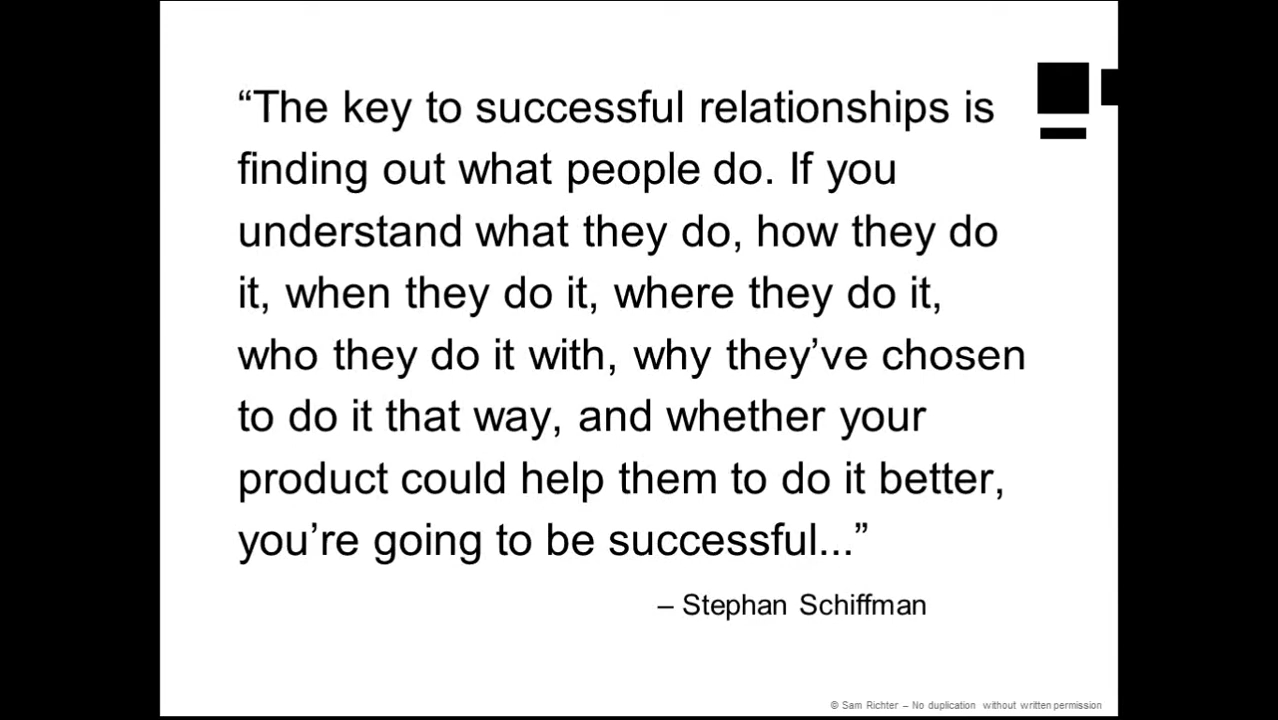 “The key to successful relationships is
finding out what people do. If you
understand what they do, how they do
it, when they do it, where they do it,
who they do it with, why they’ve chosen
to do it that way, and whether your
product could help them to do it better,
you’re going to be successful...”
– Stephan Schiffman
© Sam Richter – No duplication without written permission